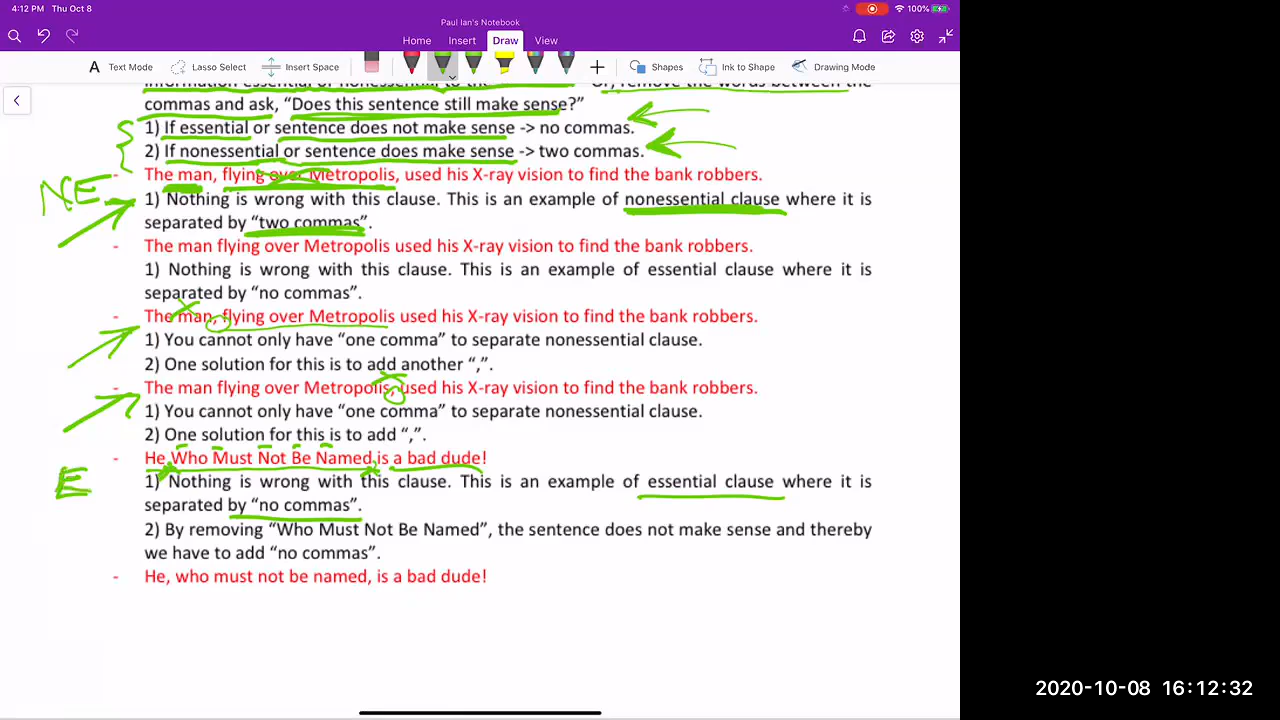 4:12 PM Thu Oct 8
100%
Paul Ian's Notebook
Home Insert Draw View
A Text Mode Lasso Select Insert Space Shapes Ink to Shape Drawing Mode
information essential or nonessential to the Or, remove the words between the
commas and ask, “Does this sentence still make sense?”
1) If essential or sentence does not make sense -> no commas.
2) If nonessential or sentence does make sense -> two commas.
- The man, flying over Metropolis, used his X-ray vision to find the bank robbers.
NE
1) Nothing is wrong with this clause. This is an example of nonessential clause where it is
separated by “two commas”.
- The man flying over Metropolis used his X-ray vision to find the bank robbers.
1) Nothing is wrong with this clause. This is an example of essential clause where it is
separated by “no commas”.
- The man, flying over Metropolis used his X-ray vision to find the bank robbers.
1) You cannot only have “one comma” to separate nonessential clause.
2) One solution for this is to add another “,”.
- The man flying over Metropolis, used his X-ray vision to find the bank robbers.
1) You cannot only have “one comma” to separate nonessential clause.
2) One solution for this is to add “,”.
- He Who Must Not Be Named is a bad dude!
E
1) Nothing is wrong with this clause. This is an example of essential clause where it is
separated by “no commas”.
2) By removing “Who Must Not Be Named”, the sentence does not make sense and thereby
we have to add “no commas”.
- He, who must not be named, is a bad dude!
2020-10-08 16:12:32